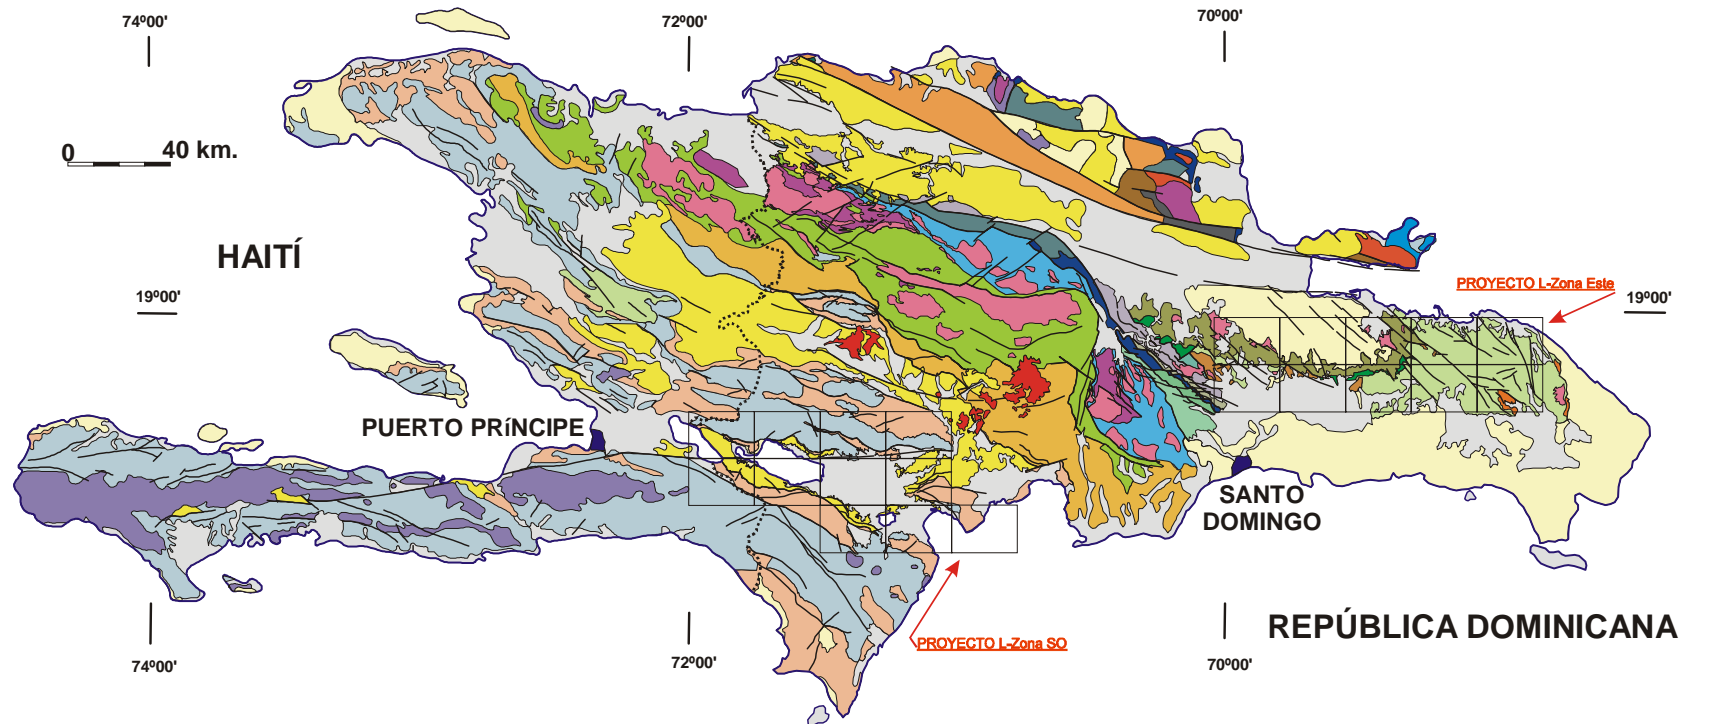 74º00'
72º00'
70º00'
0
40 km.
HAITÍ
PROYECTO L-Zona Este
19º00'
19º00'
PUERTO PRíNCIPE
SANTO
DOMINGO
REPÚBLICA DOMINICANA
PROYECTO L-Zona SO
74º00'
72º00'
70º00'